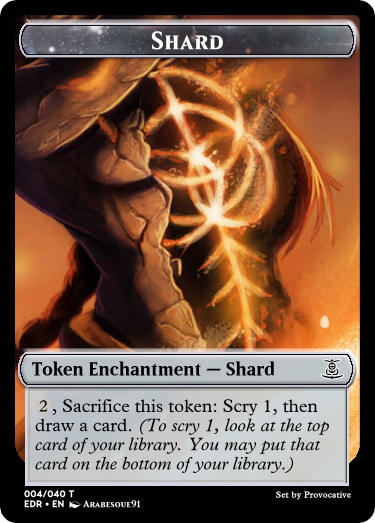 Shard
Token Enchantment — Shard
2 , Sacrifice this token: Scry 1, then
draw a card. (To scry 1, look at the top
card of your library. You may put that
card on the bottom of your library.)
004/040 T
EDR • EN Arabesque91
Set by Provocative